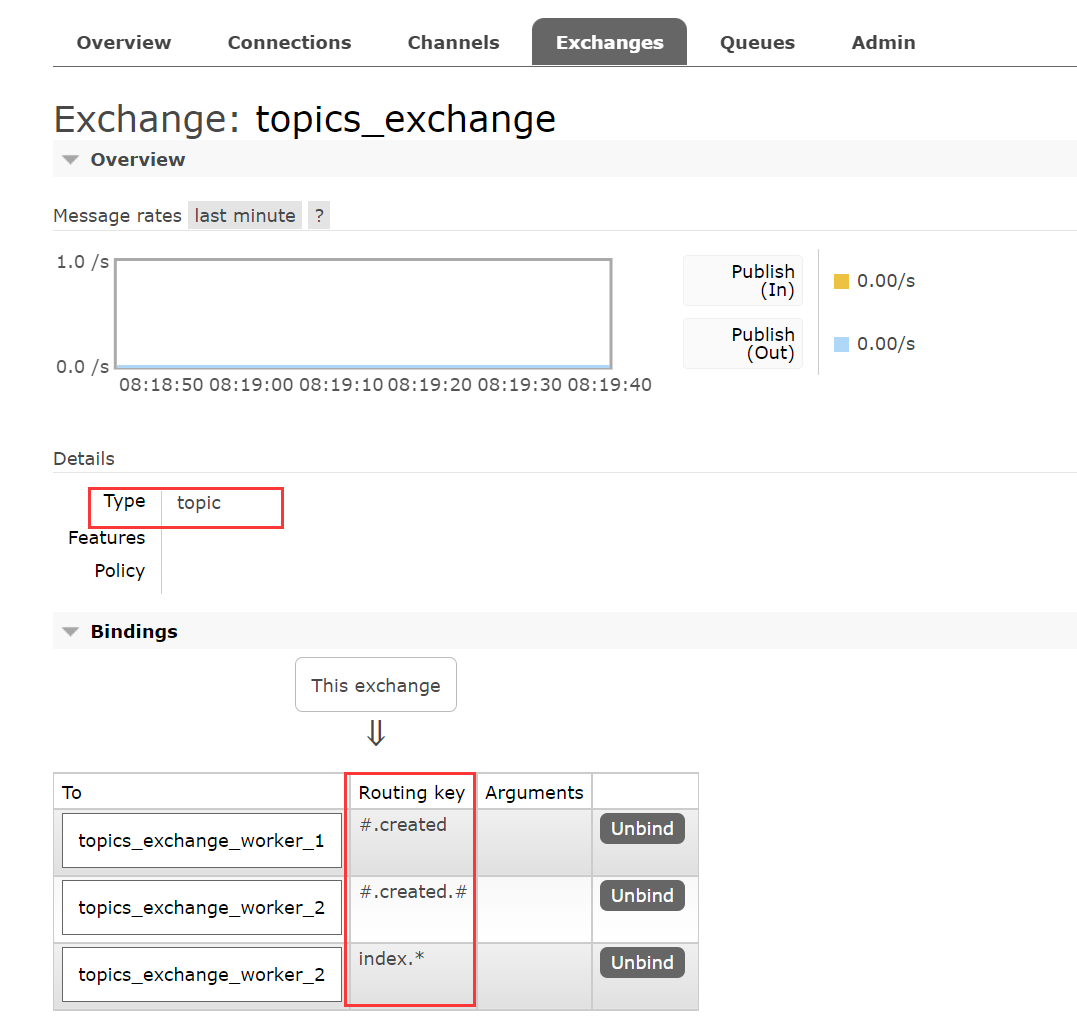 Overview Connections Channels Exchanges Queues Admin
Exchange: topics_exchange
Overview
Message rates last minute ?
1.0 /s
0.0 /s
08:18:50 08:19:00 08:19:10 08:19:20 08:19:30 08:19:40
Publish
(In)
0.00/s
Publish
(Out)
0.00/s
Details
Type topic
Features
Policy
Bindings
This exchange
⇓
To Routing key Arguments
topics_exchange_worker_1 #.created Unbind
topics_exchange_worker_2 #.created.# Unbind
topics_exchange_worker_2 index.* Unbind